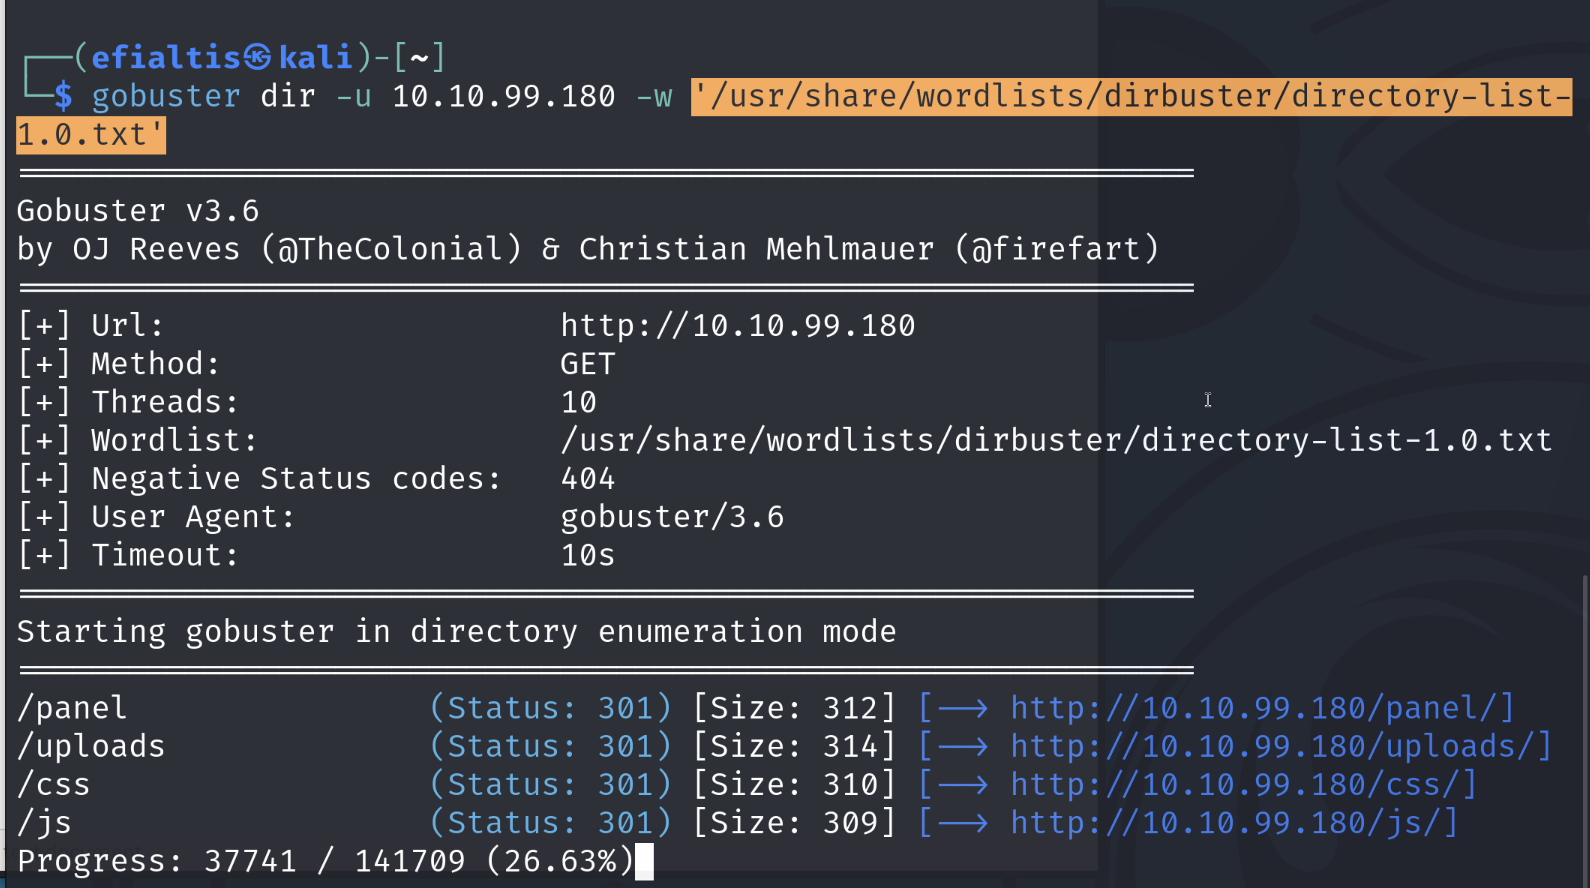 ┌──(efialtis㉿kali)-[~]
└─$ gobuster dir -u 10.10.99.180 -w '/usr/share/wordlists/dirbuster/directory-list-
1.0.txt'
===============================================================
Gobuster v3.6
by OJ Reeves (@TheColonial) & Christian Mehlmauer (@firefart)
===============================================================
[+] Url:                     http://10.10.99.180
[+] Method:                  GET
[+] Threads:                 10
[+] Wordlist:                /usr/share/wordlists/dirbuster/directory-list-1.0.txt
[+] Negative Status codes:   404
[+] User Agent:              gobuster/3.6
[+] Timeout:                 10s
===============================================================
Starting gobuster in directory enumeration mode
===============================================================
/panel                (Status: 301) [Size: 312] [--> http://10.10.99.180/panel/]
/uploads              (Status: 301) [Size: 314] [--> http://10.10.99.180/uploads/]
/css                  (Status: 301) [Size: 310] [--> http://10.10.99.180/css/]
/js                   (Status: 301) [Size: 309] [--> http://10.10.99.180/js/]
Progress: 37741 / 141709 (26.63%)